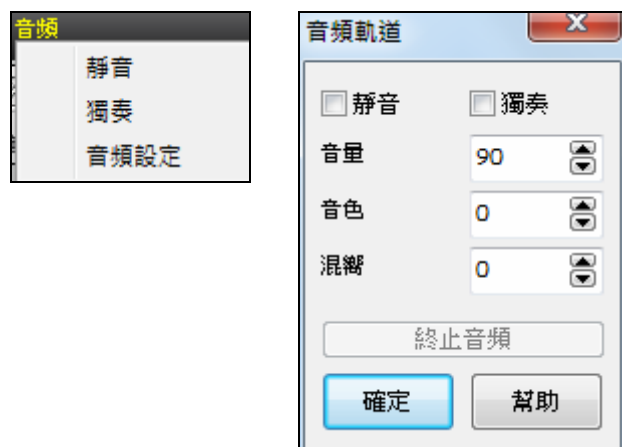 音頻
靜音
獨奏
音頻設定
音頻軌道
靜音 獨奏
音量 90
音色 0
混嚮 0
終止音頻
確定 幫助